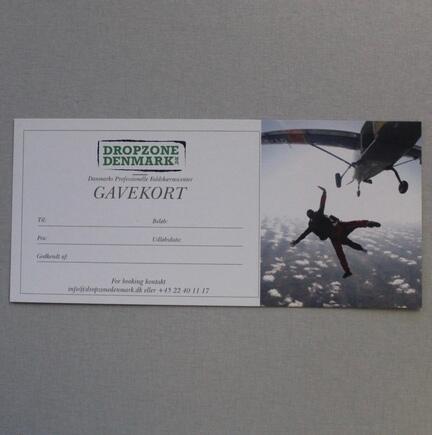 DROPZONE
DENMARK.DK
Danmarks Professionelle Faldskærmscenter
GAVEKORT
Til: Beløb:
Fra: Udløbsdato:
Godkendt af:
For booking kontakt
info@dropzonedenmark.dk eller +45 22 40 11 17